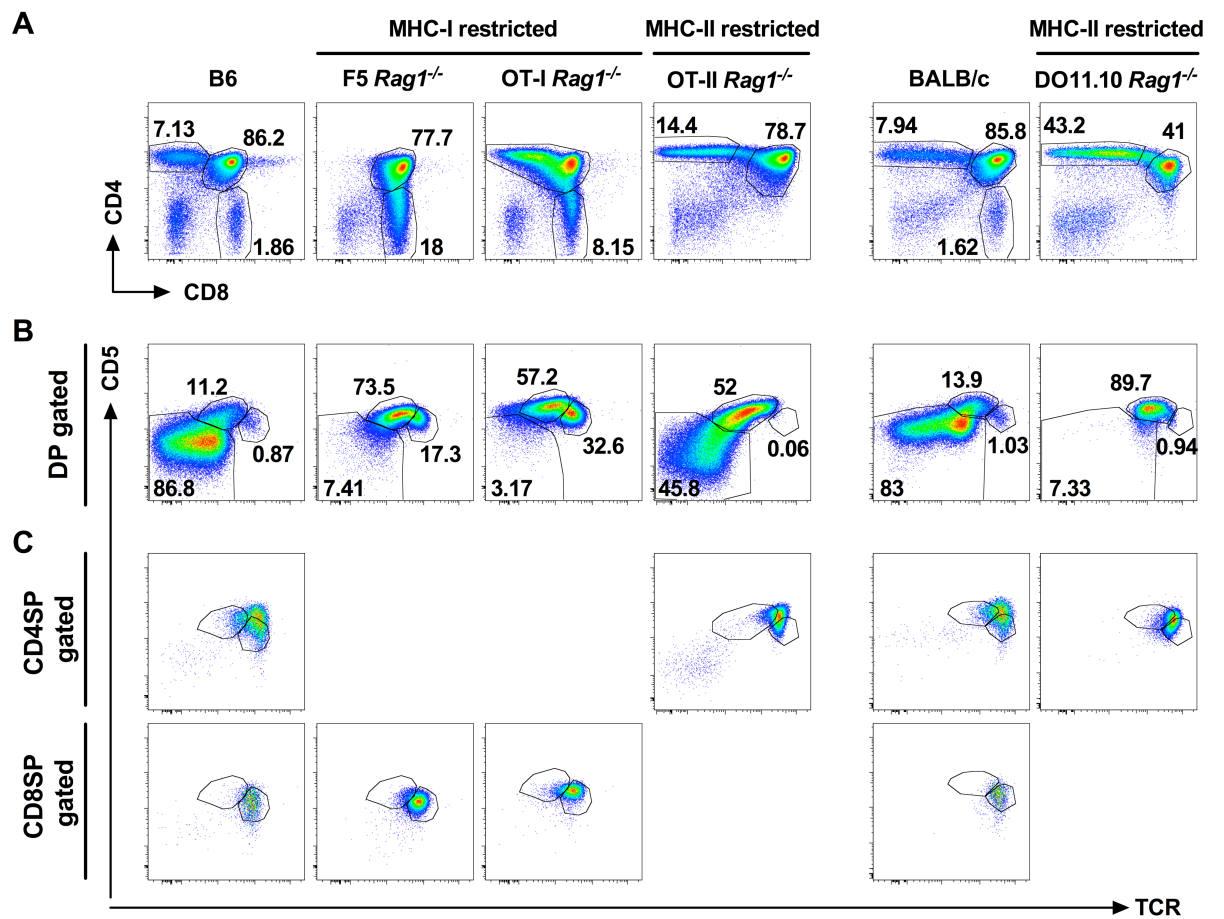 A
MHC-I restricted
MHC-II restricted
MHC-II restricted
B6
F5 Rag1-/-
OT-I Rag1-/-
OT-II Rag1-/-
BALB/c
DO11.10 Rag1-/-
7.13
86.2
1.86
77.7
18
8.15
14.4
78.7
7.94
85.8
1.62
43.2
41
CD4
CD8
B
CD5
DP gated
11.2
0.87
86.8
73.5
17.3
7.41
57.2
32.6
3.17
52
0.06
45.8
13.9
1.03
83
89.7
0.94
7.33
C
CD4SP
gated
CD8SP
gated
TCR